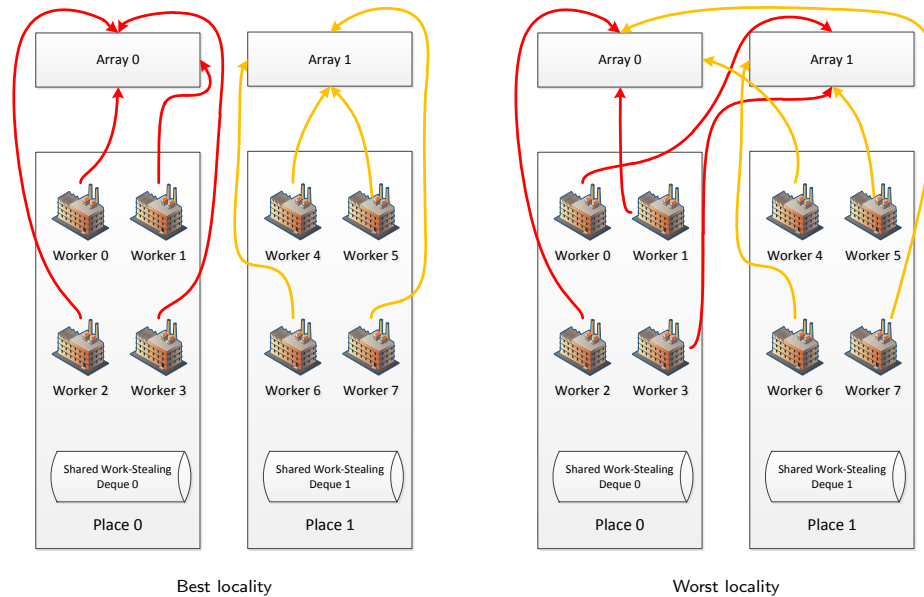 Array 0
Array 1
Worker 0
Worker 1
Worker 4
Worker 5
Worker 2
Worker 3
Worker 6
Worker 7
Shared Work-Stealing
Deque 0
Shared Work-Stealing
Deque 1
Place 0
Place 1
Best locality
Array 0
Array 1
Worker 0
Worker 1
Worker 4
Worker 5
Worker 2
Worker 3
Worker 6
Worker 7
Shared Work-Stealing
Deque 0
Shared Work-Stealing
Deque 1
Place 0
Place 1
Worst locality